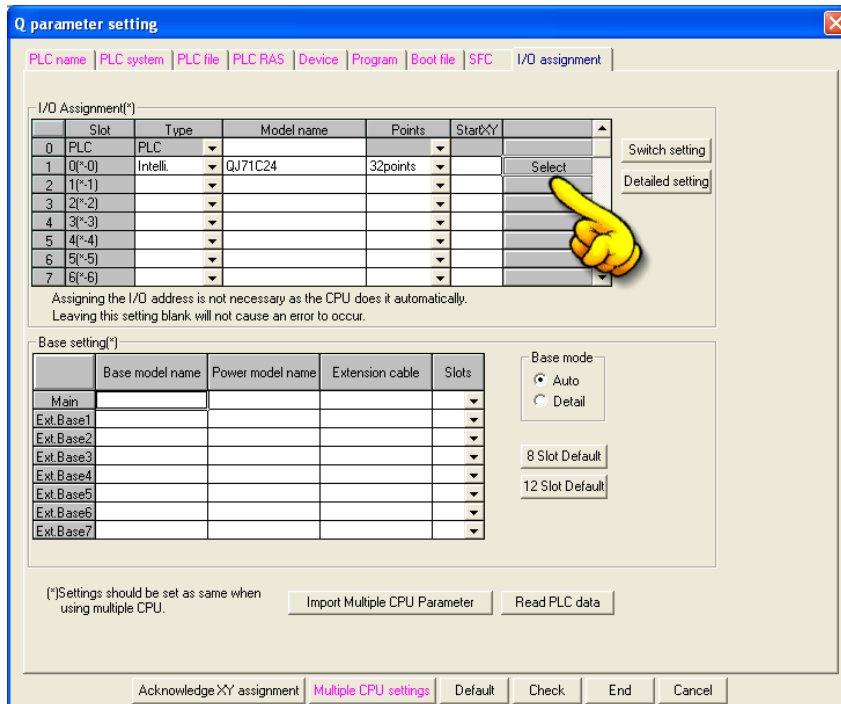 Q parameter setting
PLC name PLC system PLC file PLC RAS Device Program Boot file SFC I/O assignment
I/O Assignment(*)
Slot Type Model name Points StartXY
0 PLC PLC
1 0(*-0) Intelli. QJ71C24 32points Select
2 1(*-1)
3 2(*-2)
4 3(*-3)
5 4(*-4)
6 5(*-5)
7 6(*-6)
Switch setting
Detailed setting
Assigning the I/O address is not necessary as the CPU does it automatically.
Leaving this setting blank will not cause an error to occur.
Base setting(*)
Base model name Power model name Extension cable Slots
Main
Ext.Base1
Ext.Base2
Ext.Base3
Ext.Base4
Ext.Base5
Ext.Base6
Ext.Base7
Base mode
Auto
Detail
8 Slot Default
12 Slot Default
(*)Settings should be set as same when
using multiple CPU.
Import Multiple CPU Parameter Read PLC data
Acknowledge XY assignment Multiple CPU settings Default Check End Cancel